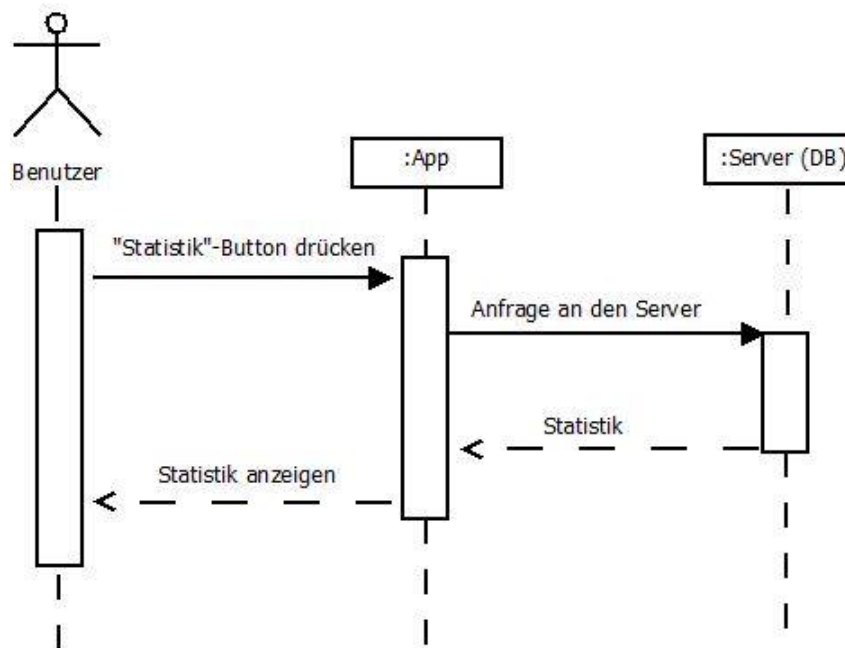 :App
:Server (DB)
Benutzer
"Statistik"-Button drücken
Anfrage an den Server
Statistik
Statistik anzeigen